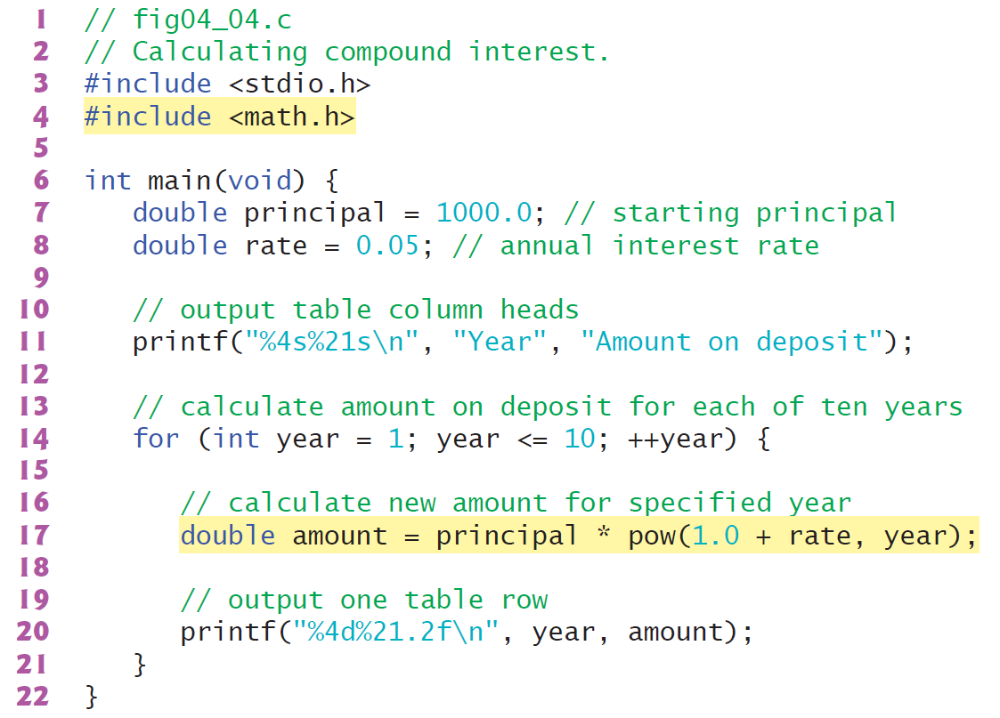 1 // fig04_04.c
2 // Calculating compound interest.
3 #include <stdio.h>
4 #include <math.h>
5
6 int main(void) {
7    double principal = 1000.0; // starting principal
8    double rate = 0.05; // annual interest rate
9
10    // output table column heads
11    printf("%4s%21s\n", "Year", "Amount on deposit");
12
13    // calculate amount on deposit for each of ten years
14    for (int year = 1; year <= 10; ++year) {
15
16       // calculate new amount for specified year
17       double amount = principal * pow(1.0 + rate, year);
18
19       // output one table row
20       printf("%4d%21.2f\n", year, amount);
21    }
22 }